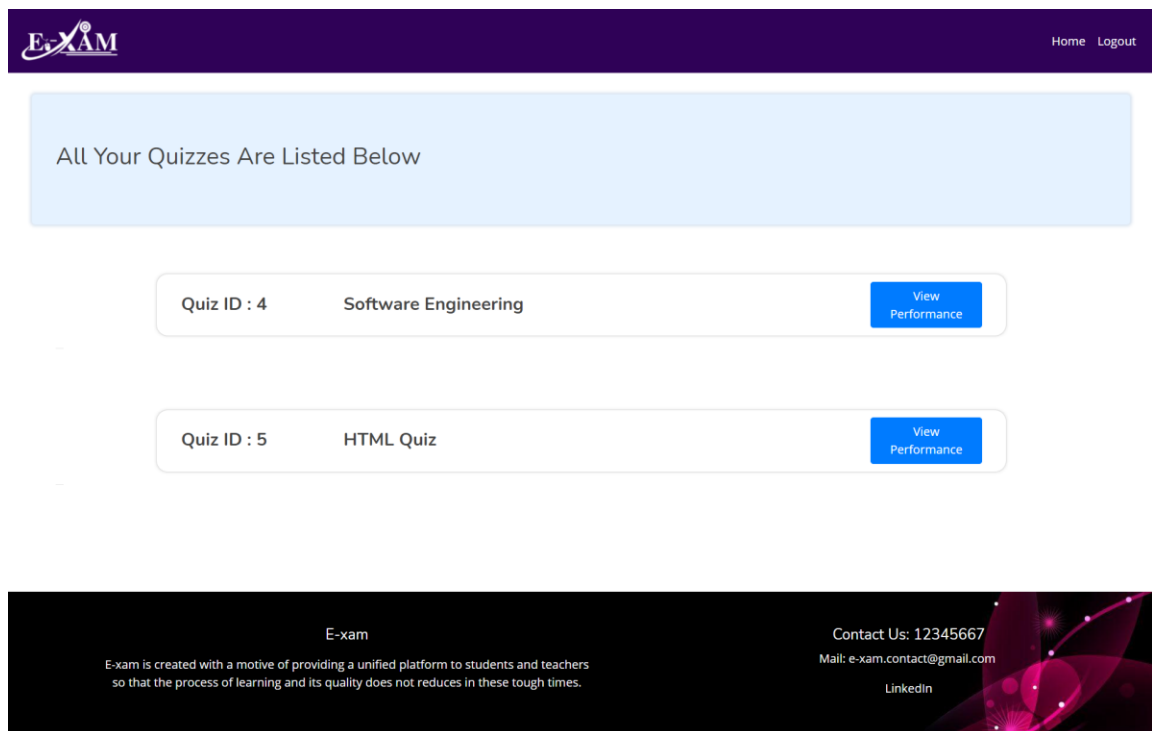 E-XAM
Home Logout
All Your Quizzes Are Listed Below
Quiz ID : 4 Software Engineering View
Performance
Quiz ID : 5 HTML Quiz View
Performance
E-xam
E-xam is created with a motive of providing a unified platform to students and teachers
so that the process of learning and its quality does not reduces in these tough times.
Contact Us: 12345667
Mail: e-xam.contact@gmail.com
LinkedIn